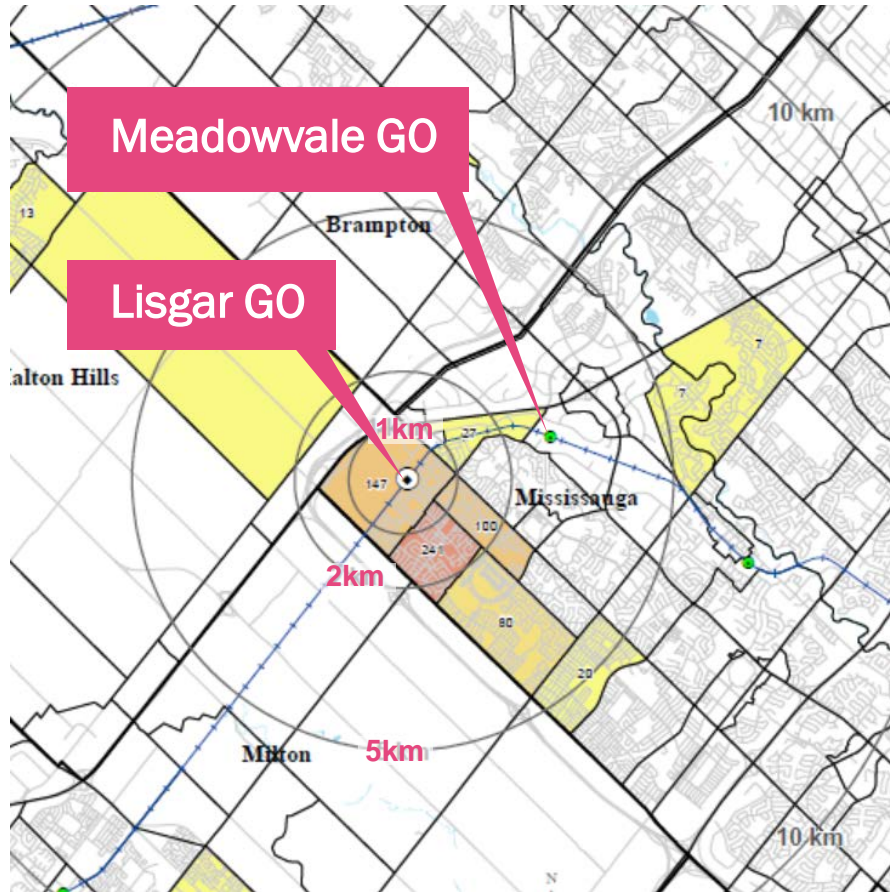 10 km
Meadowvale GO
13
Brampton
Lisgar GO
7
alton Hills
7
1km
27
147
Mississauga
100
241
2km
80
20
Milton
5km
10 km
N